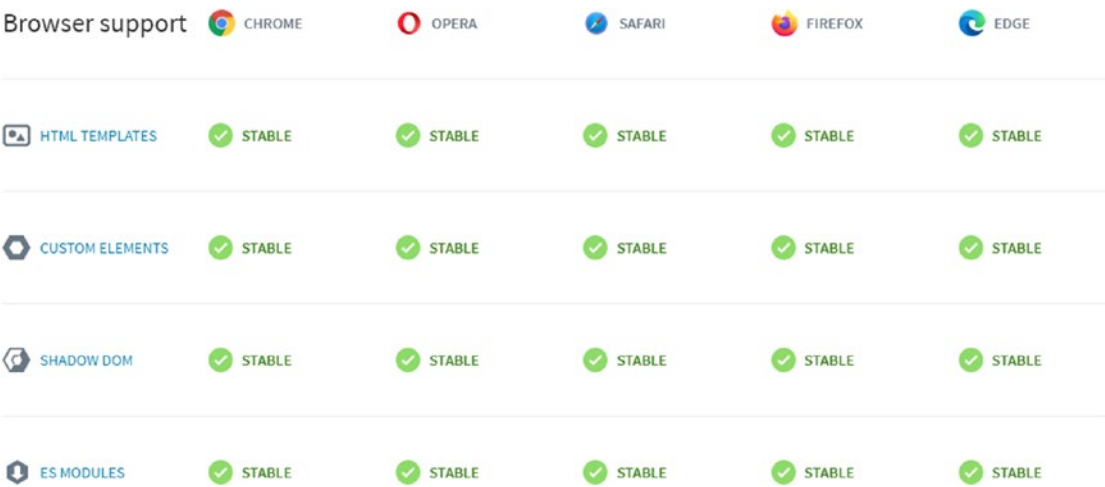 Browser support CHROME OPERA SAFARI FIREFOX EDGE
HTML TEMPLATES STABLE STABLE STABLE STABLE STABLE
CUSTOM ELEMENTS STABLE STABLE STABLE STABLE STABLE
SHADOW DOM STABLE STABLE STABLE STABLE STABLE
ES MODULES STABLE STABLE STABLE STABLE STABLE